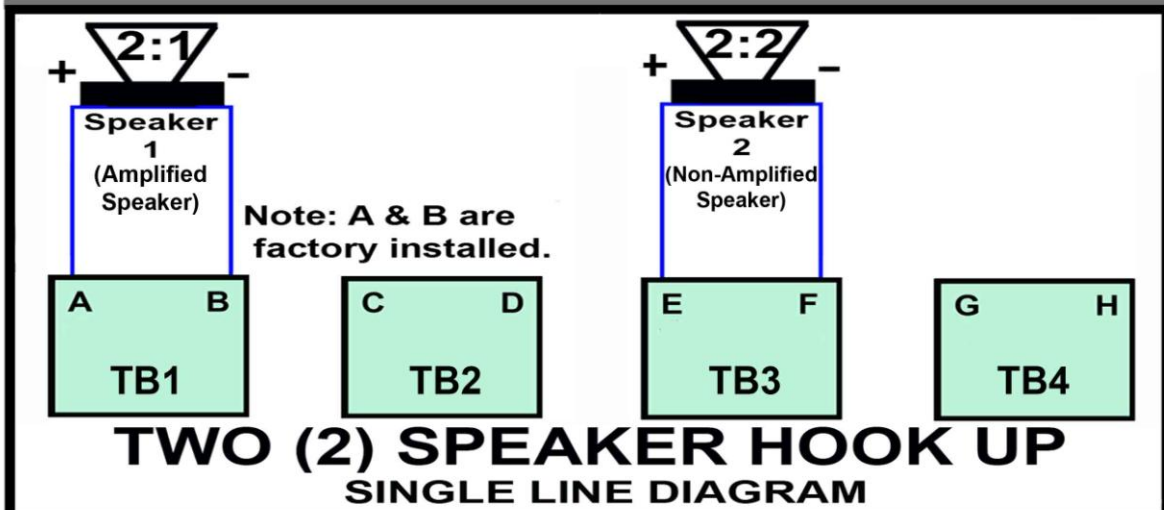 2:1
+ –
Speaker
1
(Amplified
Speaker)
Note: A & B are
factory installed.
2:2
+ –
Speaker
2
(Non-Amplified
Speaker)
A B
TB1
C D
TB2
E F
TB3
G H
TB4
TWO (2) SPEAKER HOOK UP
SINGLE LINE DIAGRAM